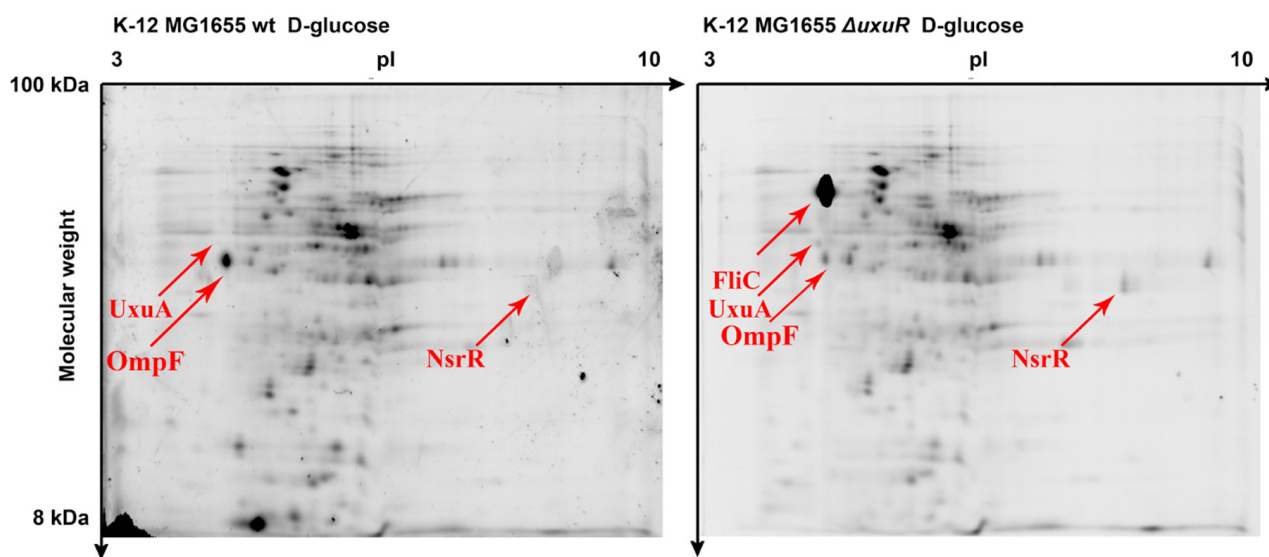 K-12 MG1655 wt D-glucose
3 pI 10
100 kDa
Molecular weight
8 kDa
UxuA
OmpF
NsrR
K-12 MG1655 ΔuxuR D-glucose
3 pI 10
FliC
UxuA
OmpF
NsrR